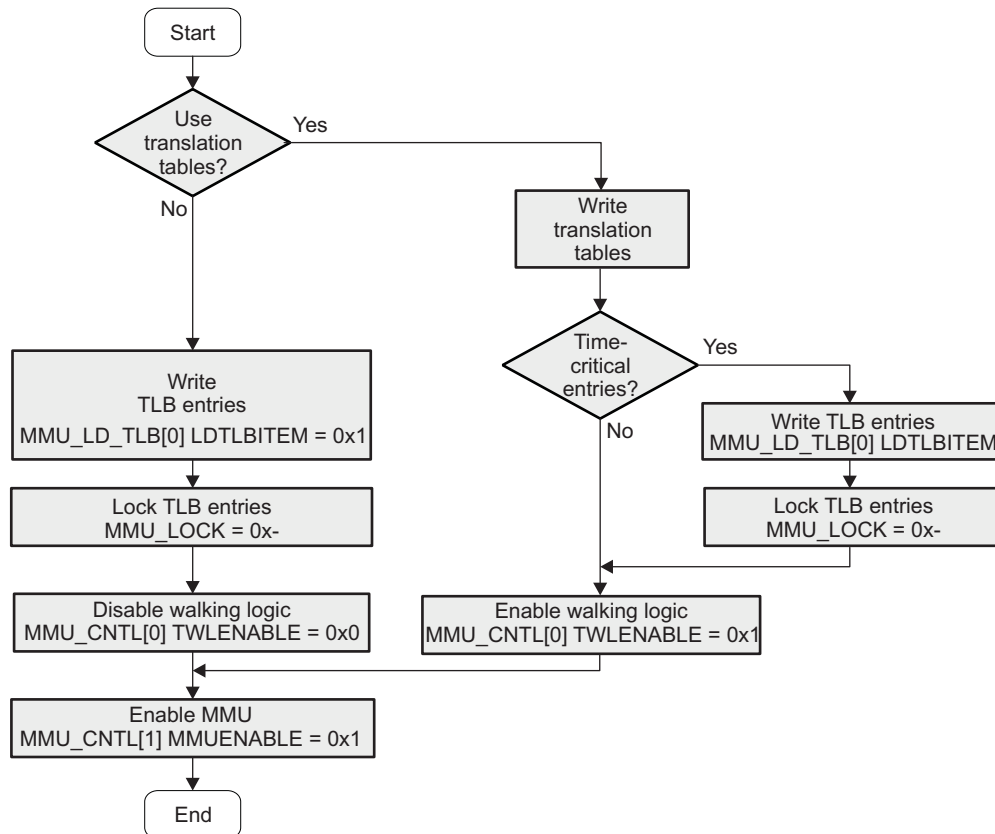 Start
Use
translation
tables?
Yes
No
Write
translation
tables
Time-
critical
entries?
Yes
No
Write
TLB entries
MMU_LD_TLB[0] LDTLBITEM = 0x1
Write TLB entries
MMU_LD_TLB[0] LDTLBITEM
Lock TLB entries
MMU_LOCK = 0x-
Lock TLB entries
MMU_LOCK = 0x-
Disable walking logic
MMU_CNTL[0] TWLENABLE = 0x0
Enable walking logic
MMU_CNTL[0] TWLENABLE = 0x1
Enable MMU
MMU_CNTL[1] MMUENABLE = 0x1
End